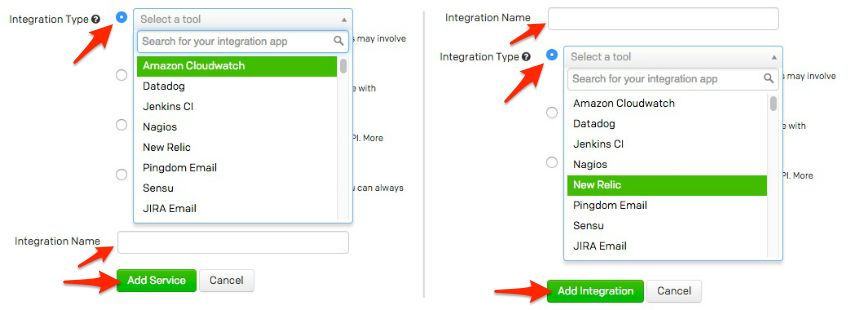 Integration Type ?
Select a tool
Search for your integration app
s may involve
Amazon Cloudwatch
Datadog
e with
Jenkins CI
Nagios
PI. More
New Relic
Pingdom Email
Sensu
u can always
JIRA Email
Integration Name
Add Service Cancel
Integration Name
Integration Type ?
Select a tool
Search for your integration app
s may involve
Amazon Cloudwatch
Datadog
e with
Jenkins CI
Nagios
PI. More
New Relic
Pingdom Email
Sensu
JIRA Email
Add Integration Cancel